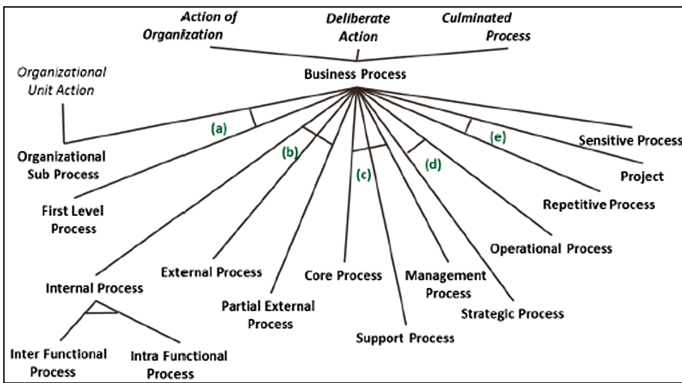 Action of
Organization
Deliberate
Action
Culminated
Process
Business Process
Organizational
Unit Action
(a)
(b)
(c)
(d)
(e)
Organizational
Sub Process
First Level
Process
Internal Process
External Process
Partial External
Process
Core Process
Support Process
Management
Process
Strategic Process
Operational Process
Repetitive Process
Project
Sensitive Process
Inter Functional
Process
Intra Functional
Process